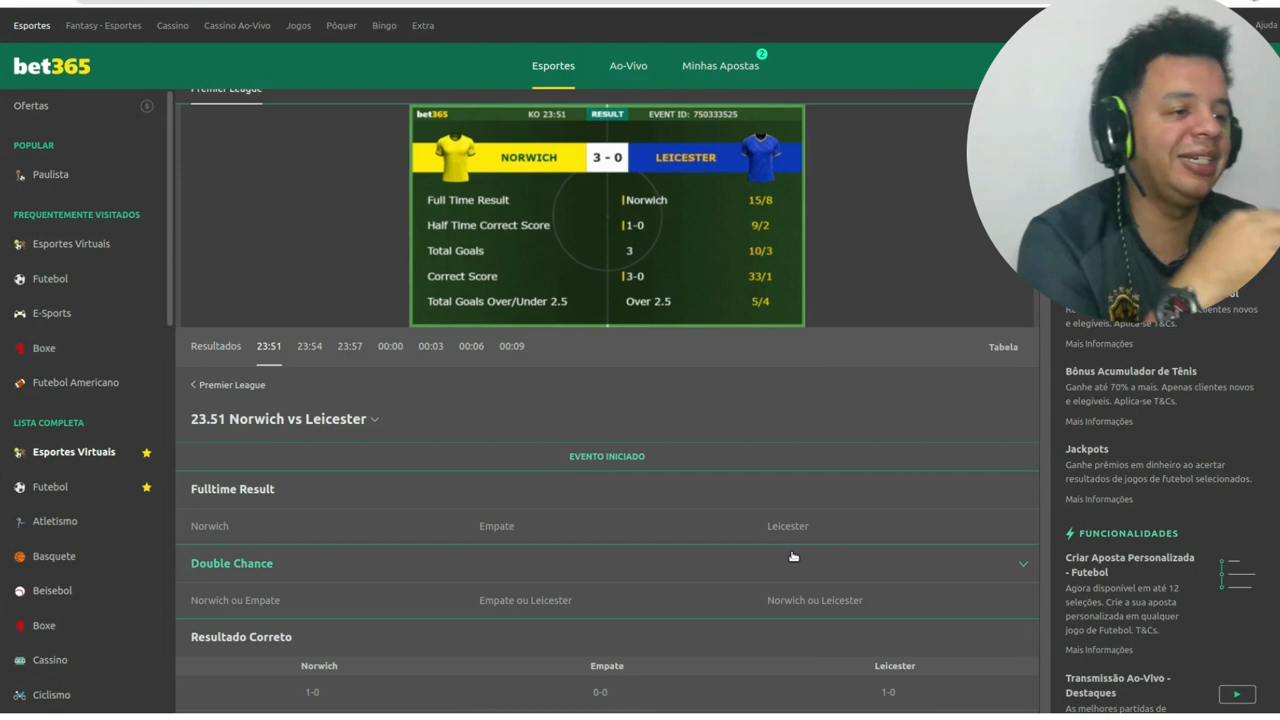 Esportes Fantasy - Esportes Cassino Cassino Ao-Vivo Jogos Pôquer Bingo Extra Ajuda
bet365 Esportes Ao-Vivo Minhas Apostas 2
Ofertas 5
POPULAR
Paulista
FREQUENTEMENTE VISITADOS
Esportes Virtuais
Futebol
E-Sports
Boxe
Futebol Americano
LISTA COMPLETA
Esportes Virtuais
Futebol
Atletismo
Basquete
Beisebol
Boxe
Cassino
Ciclismo
Premier League
bet365 KO 23:51 RESULT EVENT ID: 750333525
NORWICH 3 - 0 LEICESTER
Full Time Result Norwich 15/8
Half Time Correct Score 1-0 9/2
Total Goals 3 10/3
Correct Score 3-0 33/1
Total Goals Over/Under 2.5 Over 2.5 5/4
Resultados 23:51 23:54 23:57 00:00 00:03 00:06 00:09 Tabela
Premier League
23.51 Norwich vs Leicester
EVENTO INICIADO
Fulltime Result
Norwich Empate Leicester
Double Chance
Norwich ou Empate Empate ou Leicester Norwich ou Leicester
Resultado Correto
Norwich Empate Leicester
1-0 0-0 1-0
clientes novos
e elegíveis. Aplica-se T&Cs.
Mais Informações
Bônus Acumulador de Tênis
Ganhe até 70% a mais. Apenas clientes novos
e elegíveis. Aplica-se T&Cs.
Mais Informações
Jackpots
Ganhe prêmios em dinheiro ao acertar
resultados de jogos de futebol selecionados.
Mais Informações
FUNCIONALIDADES
Criar Aposta Personalizada
- Futebol
Agora disponível em até 12
seleções. Crie a sua aposta
personalizada em qualquer
jogo de Futebol. T&Cs.
Mais Informações
Transmissão Ao-Vivo -
Destaques
As melhores partidas de